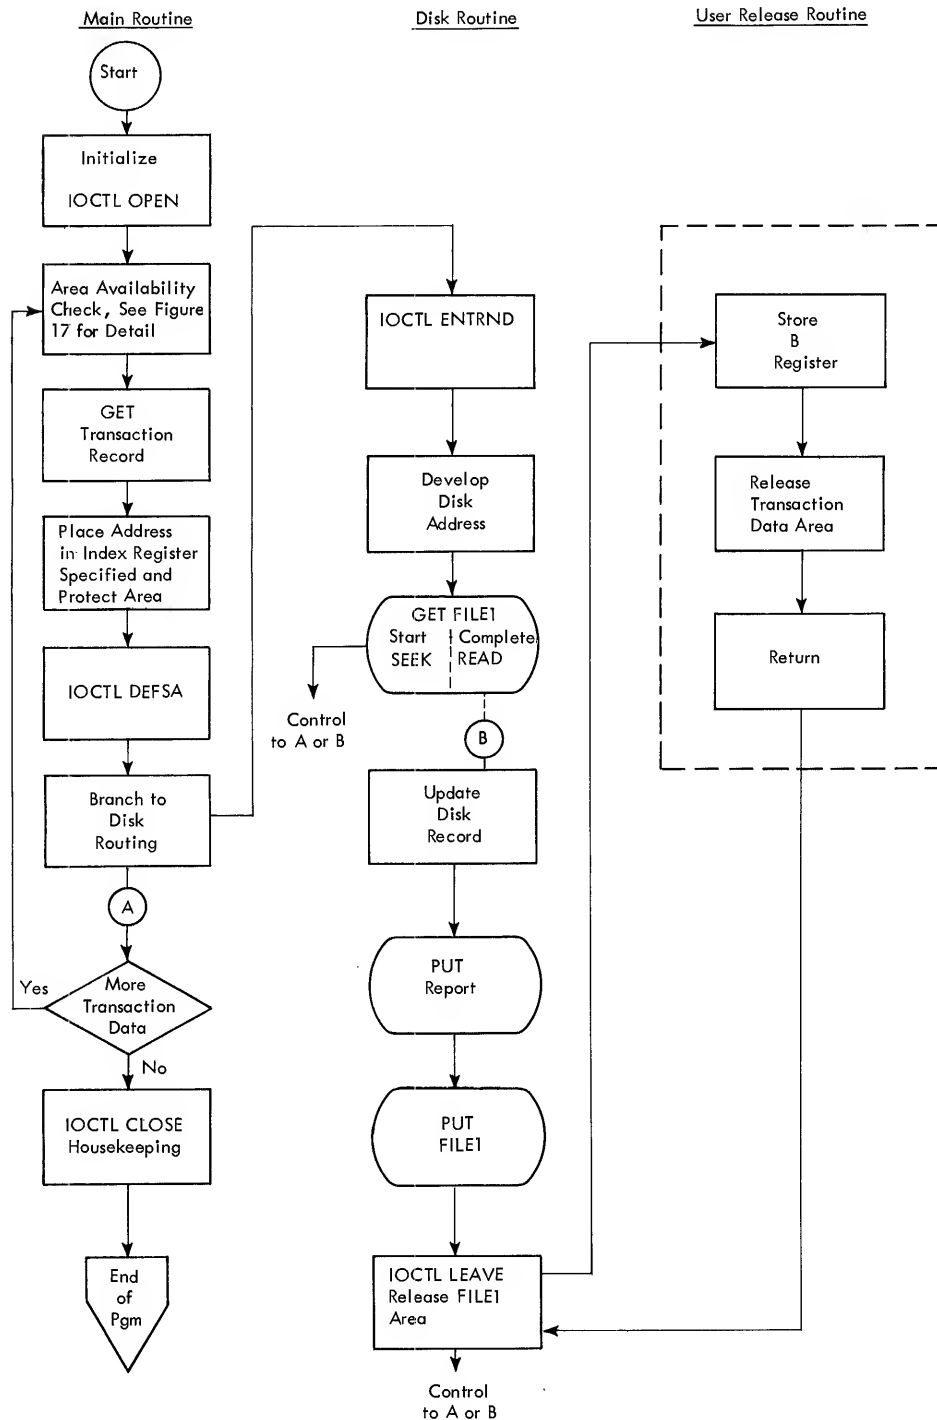 Main Routine
Start
Initialize
IOCTL OPEN
Area Availability
Check, See Figure
17 for Detail
GET
Transaction
Record
Place Address
in Index Register
Specified and
Protect Area
IOCTL DEFSA
Branch to
Disk
Routing
A
More
Transaction
Data
Yes
No
IOCTL CLOSE
Housekeeping
End
of
Pgm
Disk Routine
IOCTL ENTRND
Develop
Disk
Address
GET FILE1
Start Complete
SEEK READ
Control
to A or B
B
Update
Disk
Record
PUT
Report
PUT
FILE1
IOCTL LEAVE
Release FILE1
Area
Control
to A or B
User Release Routine
Store
B
Register
Release
Transaction
Data Area
Return